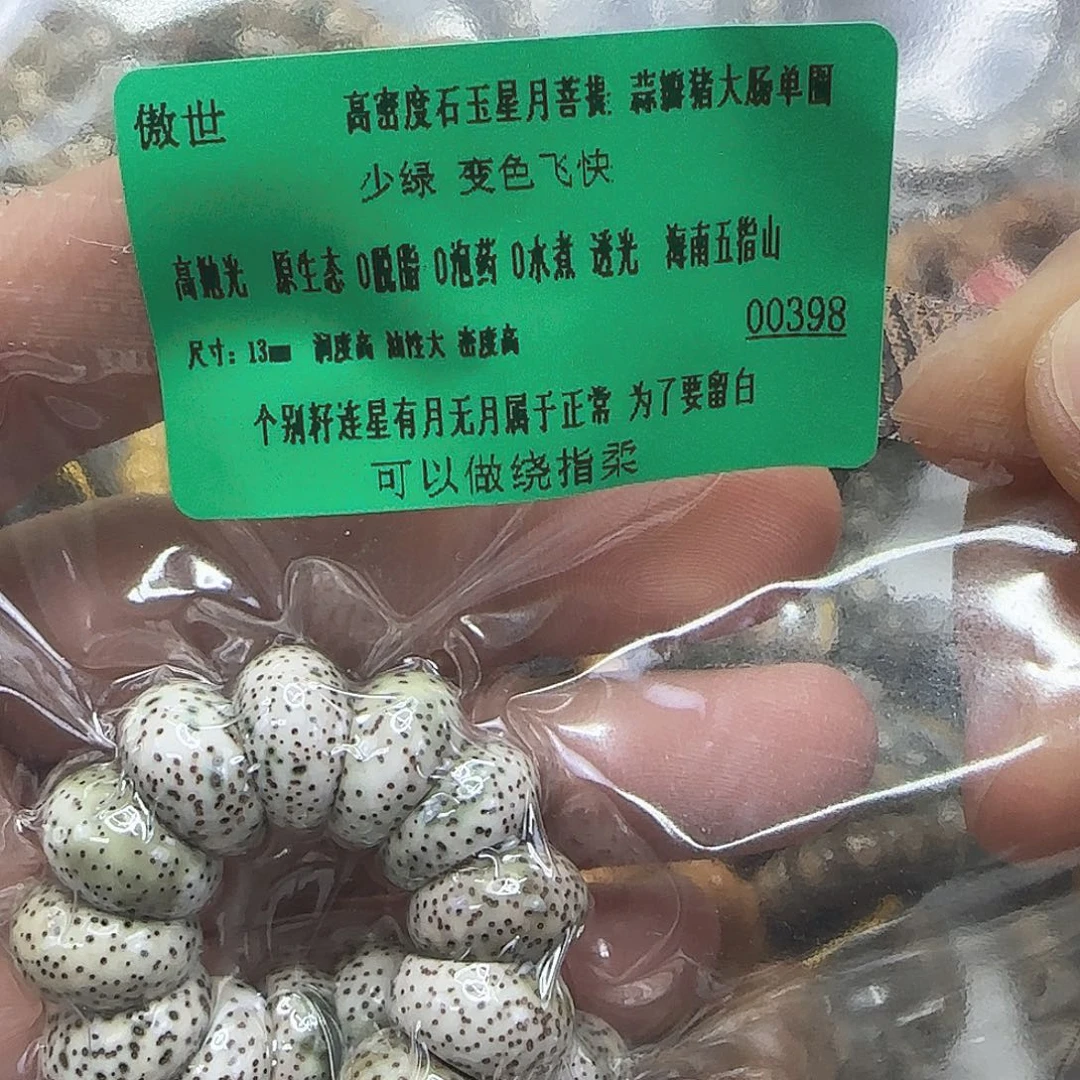 傲世 高密度石玉星月菩提 蒜瓣猪大肠单圈
少绿 变色飞快
高抛光 原生态 0脱脂 0泡药 0水煮 透光 海南五指山
00398
尺寸：13mm 润度高 油性大 密度高
个别籽连星有月无月属于正常 为了要留白
可以做绕指柔